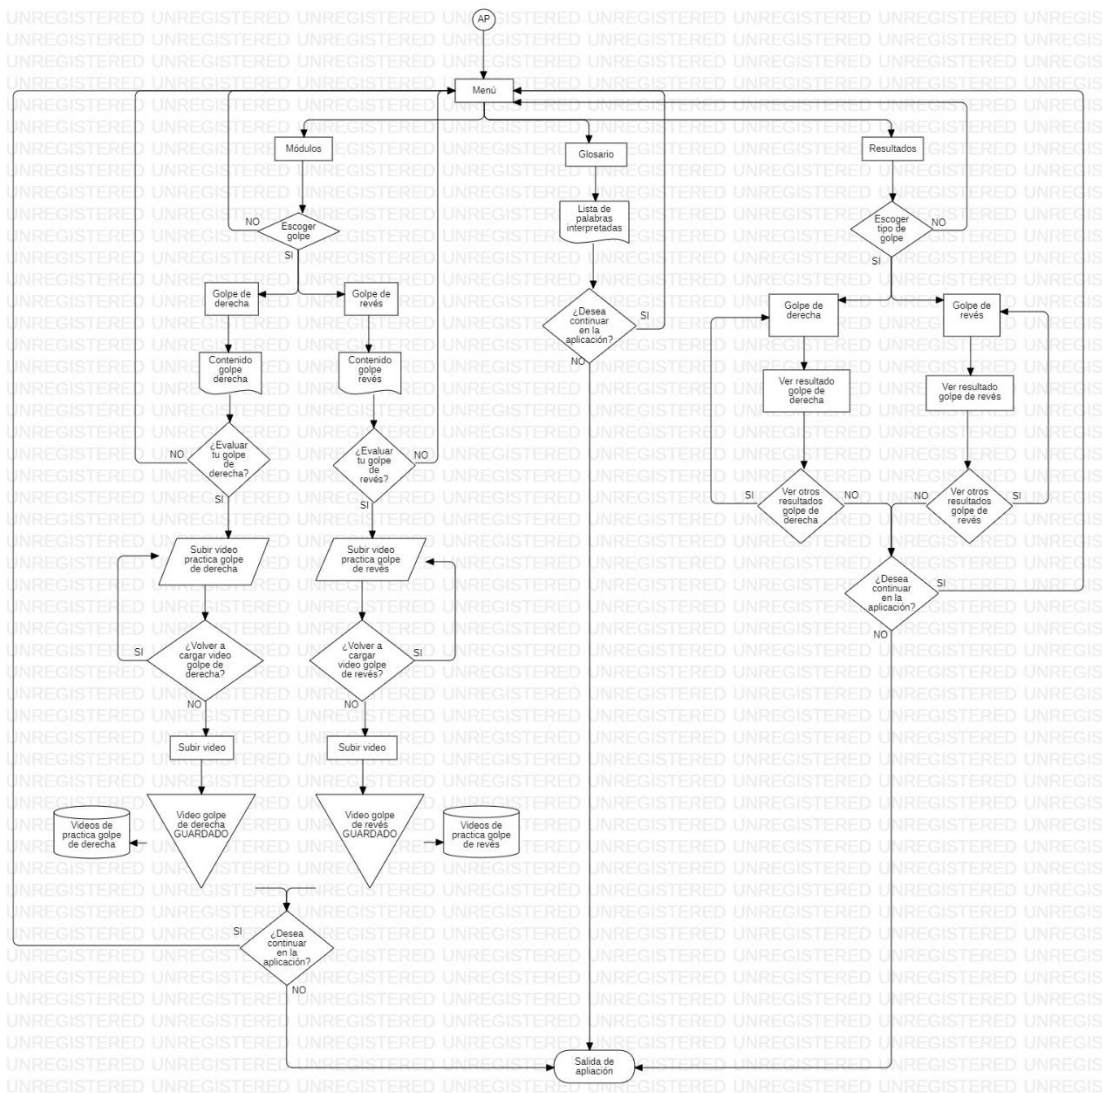 UNREGISTERED
AP
Menú
Módulos
Glosario
Resultados
Lista de
palabras
interpretadas
NO
Escoger
golpe
SI
Escoger
tipo de
golpe
NO
SI
Golpe de
derecha
Golpe de
revés
¿Desea
continuar
en la
aplicación?
SI
NO
Golpe de
derecha
Golpe de
revés
Contenido
golpe
derecha
Contenido
golpe
revés
Ver resultado
golpe de
derecha
Ver resultado
golpe de revés
NO
¿Evaluar
tu golpe
de
derecha?
SI
¿Evaluar
tu golpe
de
revés?
NO
SI
SI
Ver otros
resultados
golpe de
derecha
NO
NO
Ver otros
resultados
golpe de
revés
SI
Subir video
practica golpe
de derecha
Subir video
practica golpe
de revés
¿Desea
continuar
en la
aplicación?
SI
NO
SI
¿Volver a
cargar video
golpe de
derecha?
NO
¿Volver a
cargar
video golpe
de revés?
SI
NO
Subir video
Subir video
Videos de
practica golpe
de derecha
Video golpe
de derecha
GUARDADO
Video golpe
de revés
GUARDADO
Videos de
practica golpe
de revés
SI
¿Desea
continuar
en la
aplicación?
NO
Salida de
apliación